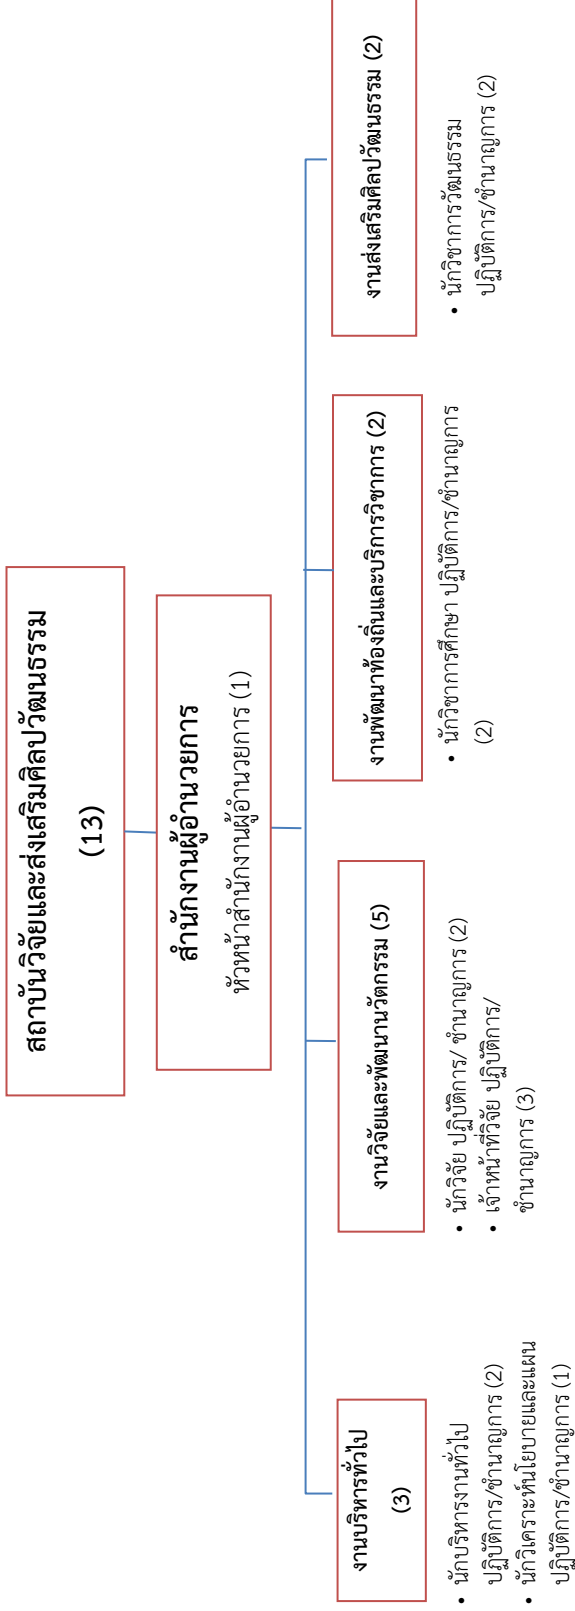 สถาบันวิจัยและส่งเสริมศิลปวัฒนธรรม
(13)
สำนักงานผู้อำนวยการ
หัวหน้าสำนักงานผู้อำนวยการ (1)
งานบริหารทั่วไป
(3)
• นักบริหารงานทั่วไป
ปฏิบัติการ/ชำนาญการ (2)
• นักวิเคราะห์นโยบายและแผน
ปฏิบัติการ/ชำนาญการ (1)
งานวิจัยและพัฒนานวัตกรรม (5)
• นักวิจัย ปฏิบัติการ/ ชำนาญการ (2)
• เจ้าหน้าที่วิจัย ปฏิบัติการ/
ชำนาญการ (3)
งานพัฒนาท้องถิ่นและบริการวิชาการ (2)
• นักวิชาการศึกษา ปฏิบัติการ/ชำนาญการ
(2)
งานส่งเสริมศิลปวัฒนธรรม (2)
• นักวิชาการวัฒนธรรม
ปฏิบัติการ/ชำนาญการ (2)